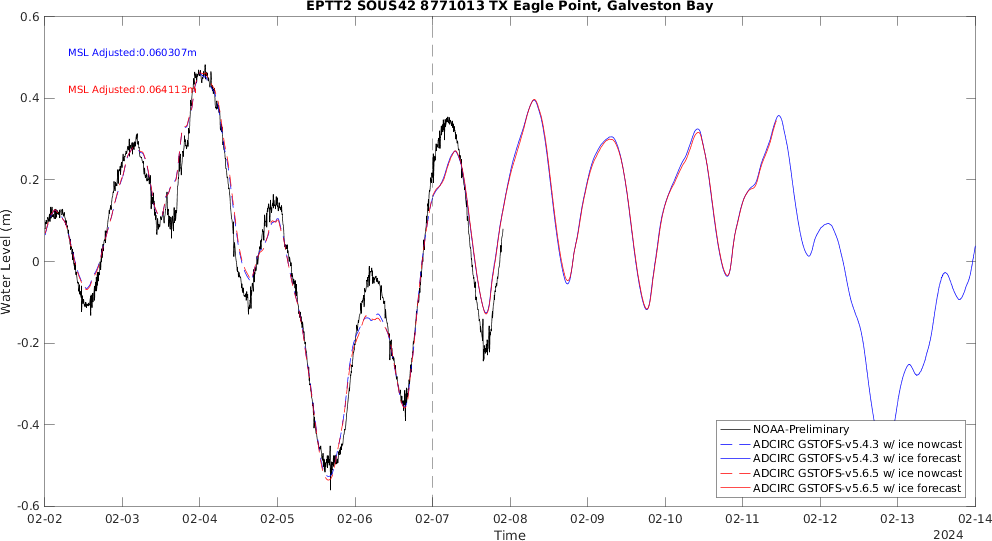 EPTT2 SOUS42 8771013 TX Eagle Point, Galveston Bay
0.6
MSL Adjusted:0.060307m
MSL Adjusted:0.064113m
0.4
0.2
0
-0.2
-0.4
-0.6
Water Level (m)
NOAA-Preliminary
ADCIRC GSTOFS-v5.4.3 w/ ice nowcast
ADCIRC GSTOFS-v5.4.3 w/ ice forecast
ADCIRC GSTOFS-v5.6.5 w/ ice nowcast
ADCIRC GSTOFS-v5.6.5 w/ ice forecast
02-02 02-03 02-04 02-05 02-06 02-07 02-08 02-09 02-10 02-11 02-12 02-13 02-14
Time
2024